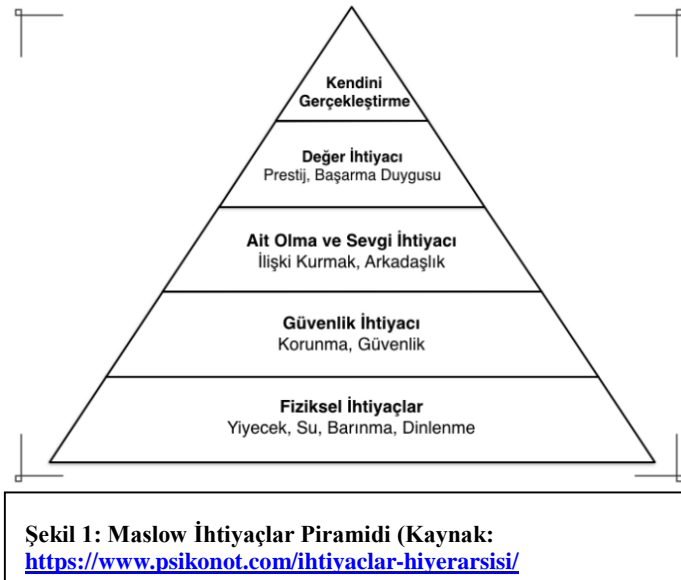 Kendini
Gerçekleştirme
Değer İhtiyacı
Prestij, Başarma Duygusu
Ait Olma ve Sevgi İhtiyacı
İlişki Kurmak, Arkadaşlık
Güvenlik İhtiyacı
Korunma, Güvenlik
Fiziksel İhtiyaçlar
Yiyecek, Su, Barınma, Dinlenme
Şekil 1: Maslow İhtiyaçlar Piramidi (Kaynak:
https://www.psikonot.com/ihtiyaclar-hiyerarsisi/